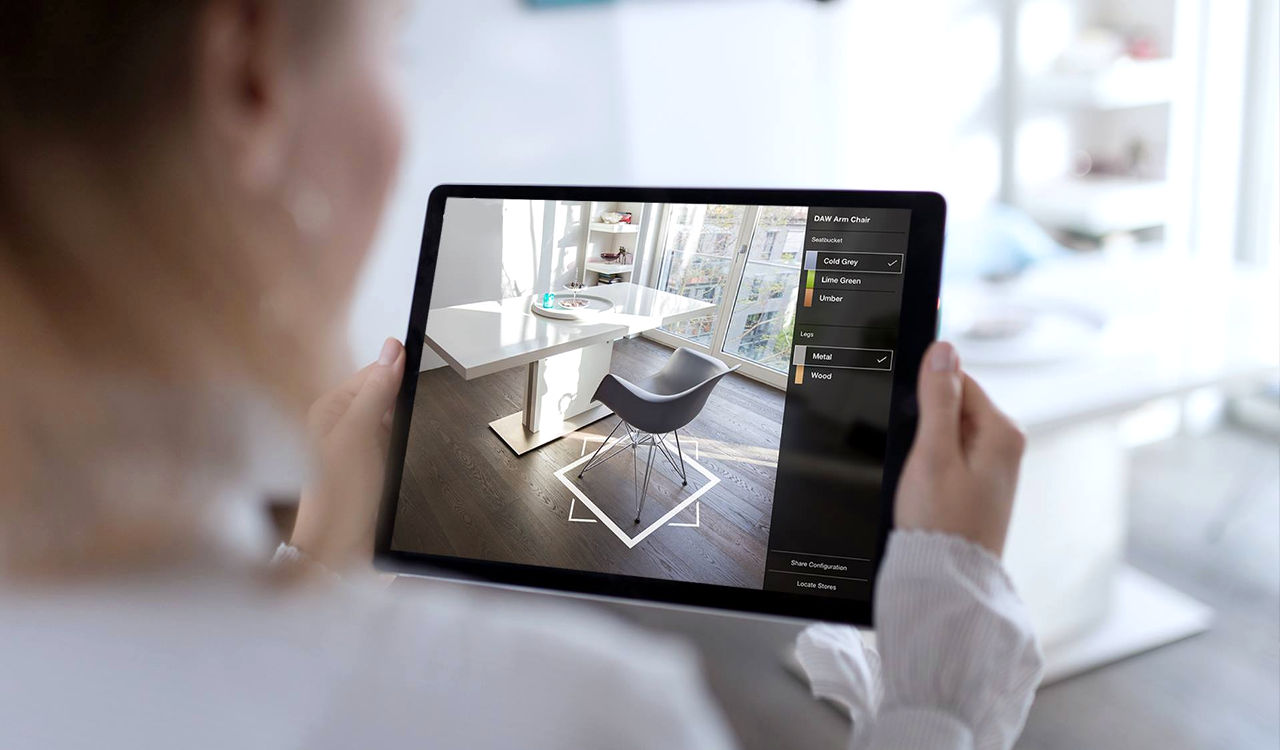 DAW Arm Chair
Seatbucket
Cold Grey
Lime Green
Umber
Legs
Metal
Wood
Share Configuration
Locate Stores